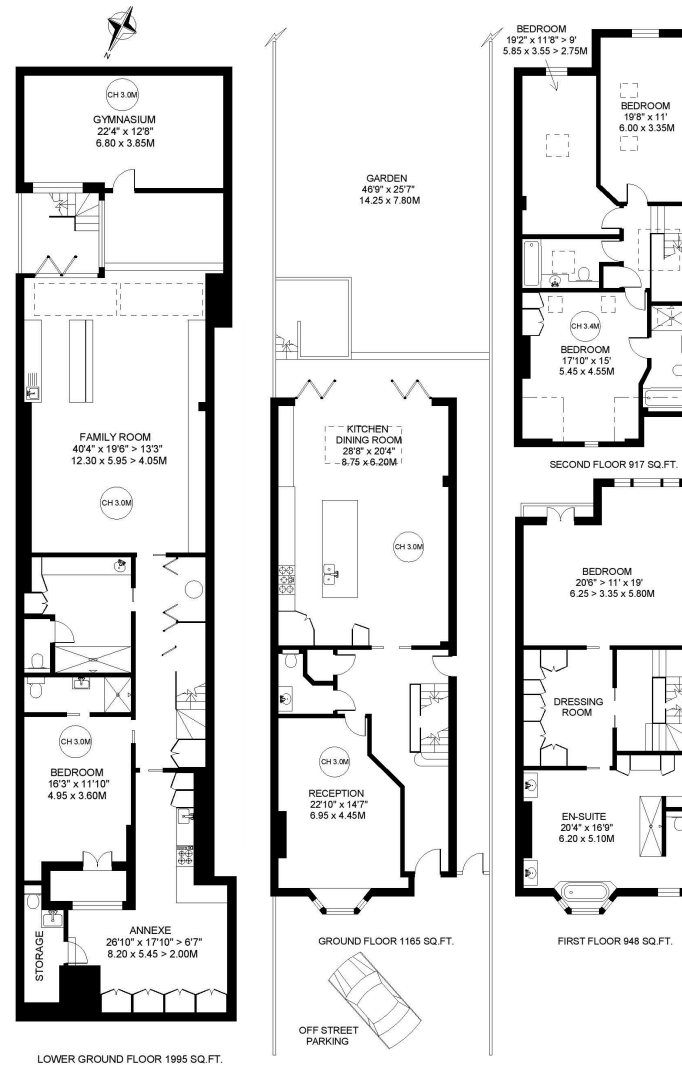 N
CH 3.0M
GYMNASIUM
22'4" x 12'8"
6.80 x 3.85M
FAMILY ROOM
40'4" x 19'6" > 13'3"
12.30 x 5.95 > 4.05M
CH 3.0M
CH 3.0M
BEDROOM
16'3" x 11'10"
4.95 x 3.60M
ANNEXE
26'10" x 17'10" > 6'7"
8.20 x 5.45 > 2.00M
STORAGE
LOWER GROUND FLOOR 1995 SQ.FT.
GARDEN
46'9" x 25'7"
14.25 x 7.80M
KITCHEN
DINING ROOM
28'8" x 20'4"
8.75 x 6.20M
CH 3.0M
CH 3.0M
RECEPTION
22'10" x 14'7"
6.95 x 4.45M
GROUND FLOOR 1165 SQ.FT.
OFF STREET
PARKING
BEDROOM
19'2" x 11'8" > 9'
5.85 x 3.55 > 2.75M
BEDROOM
19'8" x 11'
6.00 x 3.35M
CH 3.4M
BEDROOM
17'10" x 15'
5.45 x 4.55M
SECOND FLOOR 917 SQ.FT.
BEDROOM
20'6" > 11' x 19'
6.25 > 3.35 x 5.80M
DRESSING
ROOM
EN-SUITE
20'4" x 16'9"
6.20 x 5.10M
FIRST FLOOR 948 SQ.FT.